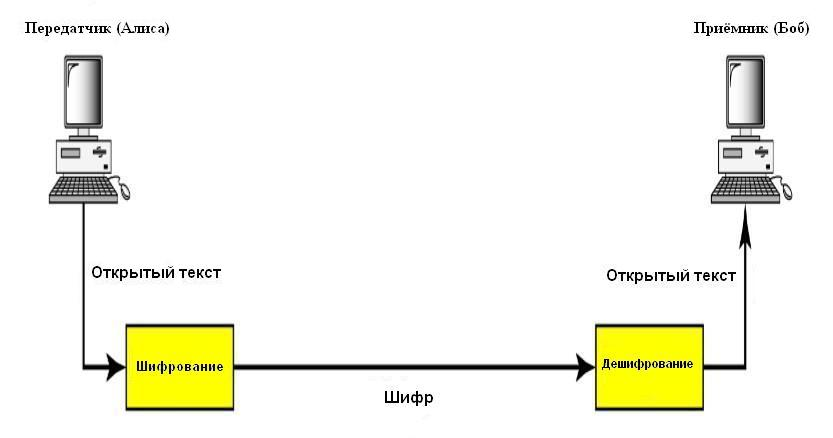 Передатчик (Алиса)
Приёмник (Боб)
Открытый текст
Открытый текст
Шифрование
Дешифрование
Шифр